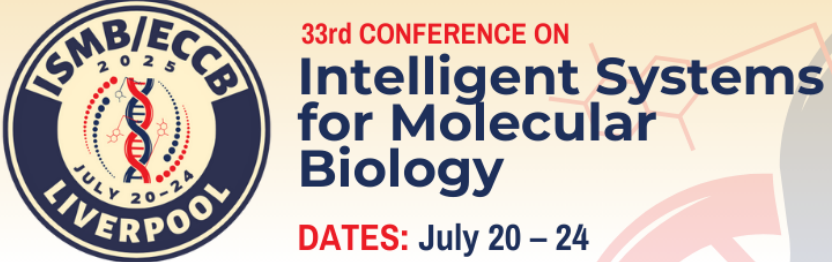 ISMB/ECCB
2025
JULY 20-24
LIVERPOOL
33rd CONFERENCE ON
Intelligent Systems
for Molecular
Biology
DATES: July 20 – 24